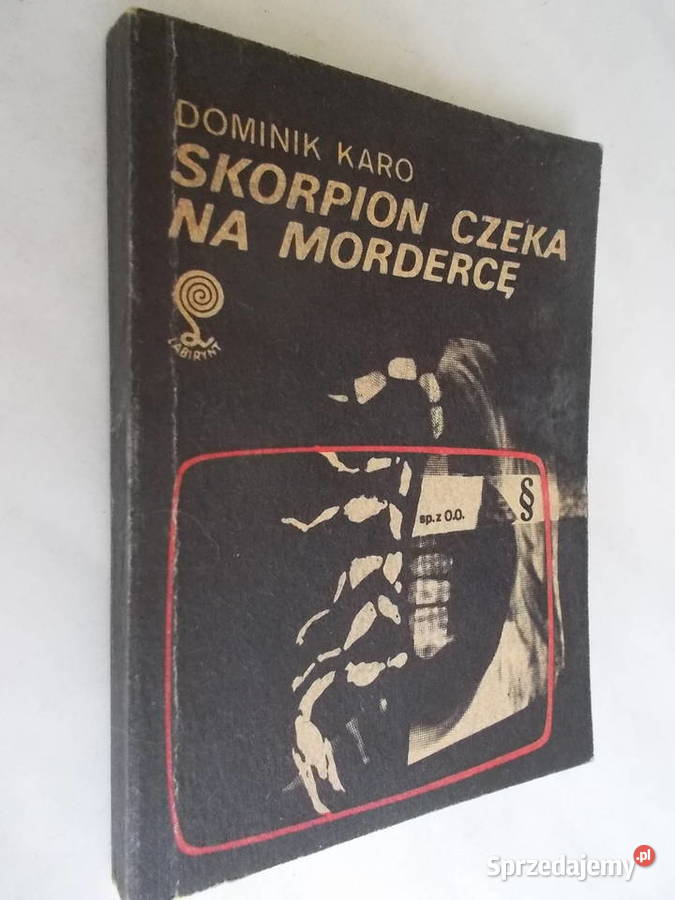 DOMINIK KARO
SKORPION CZEKA
NA MORDERCĘ
LABIRYNT
sp. z O.O.
§
Sprzedajemy.pl